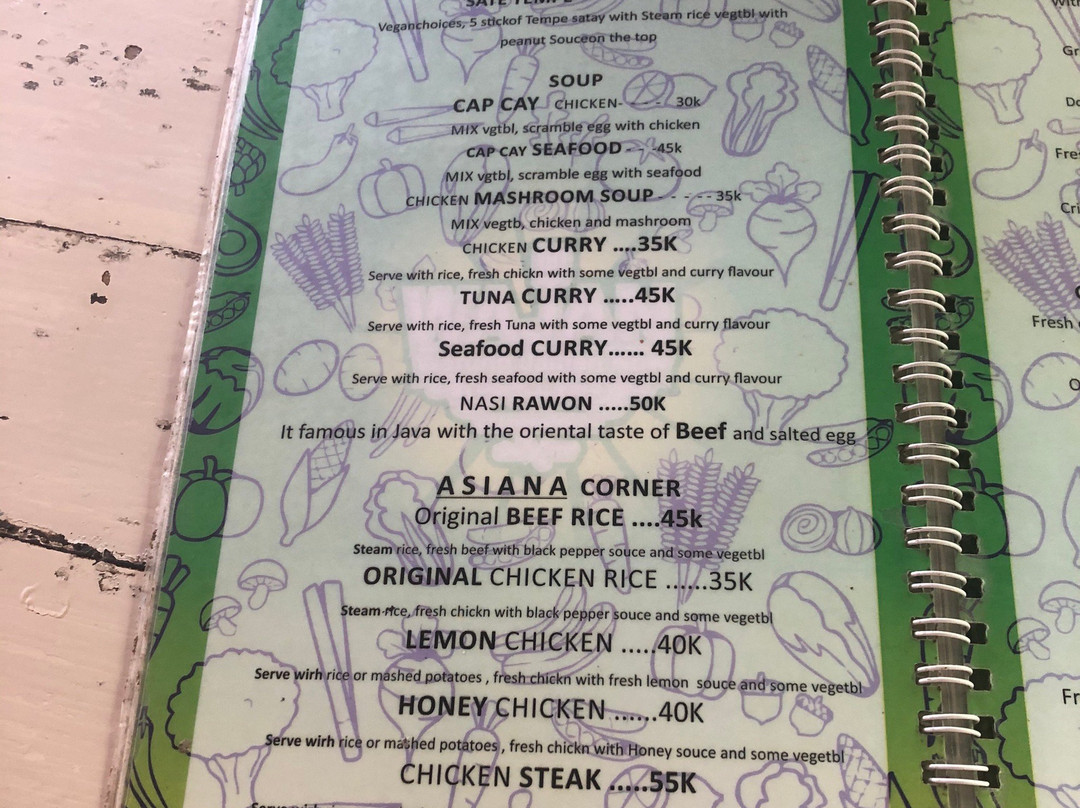 SATE TEMPE
Veganchoices, 5 stickof Tempe satay with Steam rice vegtbl with
peanut Souceon the top
SOUP
CAP CAY CHICKEN- - - - 30k
MIX vgtbl, scramble egg with chicken
CAP CAY SEAFOOD - - -45k
MIX vgtbl, scramble egg with seafood
CHICKEN MASHROOM SOUP - - - - - 35k
MIX vegtb, chicken and mashroom
CHICKEN CURRY ....35K
Serve with rice, fresh chickn with some vegtbl and curry flavour
TUNA CURRY .....45K
Serve with rice, fresh Tuna with some vegtbl and curry flavour
Seafood CURRY...... 45K
Serve with rice, fresh seafood with some vegtbl and curry flavour
NASI RAWON .....50K
It famous in Java with the oriental taste of Beef and salted egg
ASIANA CORNER
Original BEEF RICE ....45k
Steam rice, fresh beef with black pepper souce and some vegetbl
ORIGINAL CHICKEN RICE ......35K
Steam rice, fresh chickn with black pepper souce and some vegetbl
LEMON CHICKEN .....40K
Serve wirh rice or mashed potatoes , fresh chickn with fresh lemon souce and some vegetbl
HONEY CHICKEN ......40K
Serve wirh rice or mathed potatoes , fresh chickn with Honey souce and some vegetbl
CHICKEN STEAK .....55K
Fresh